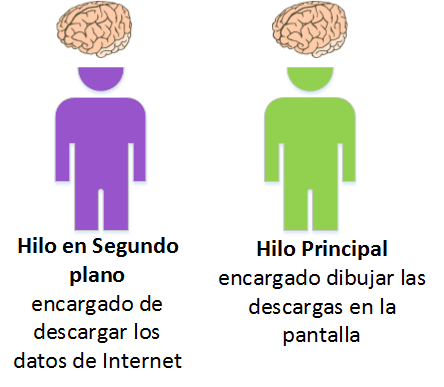 Hilo en Segundo
plano
encargado de
descargar los
datos de Internet
Hilo Principal
encargado dibujar las
descargas en la
pantalla